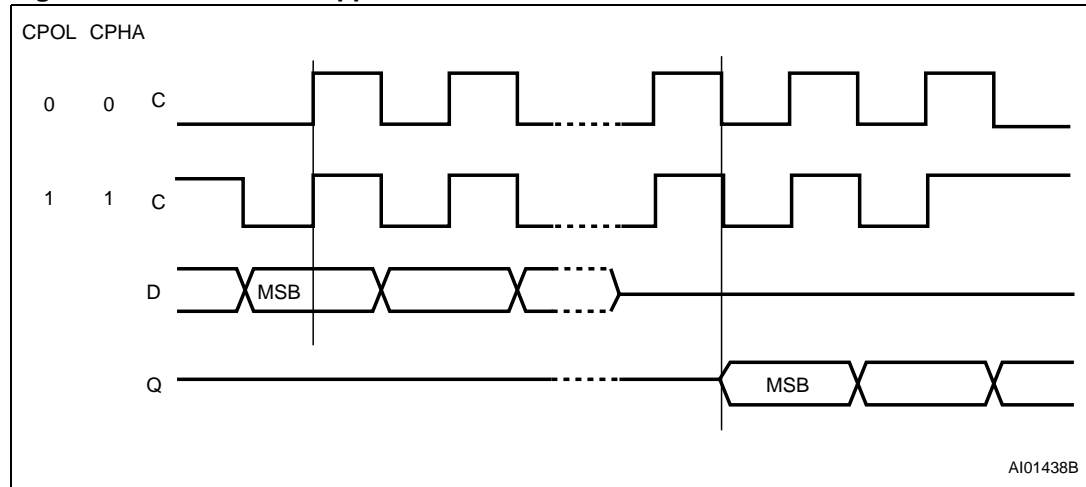 CPOL CPHA
0 0 C
1 1 C
D MSB
Q MSB
AI01438B